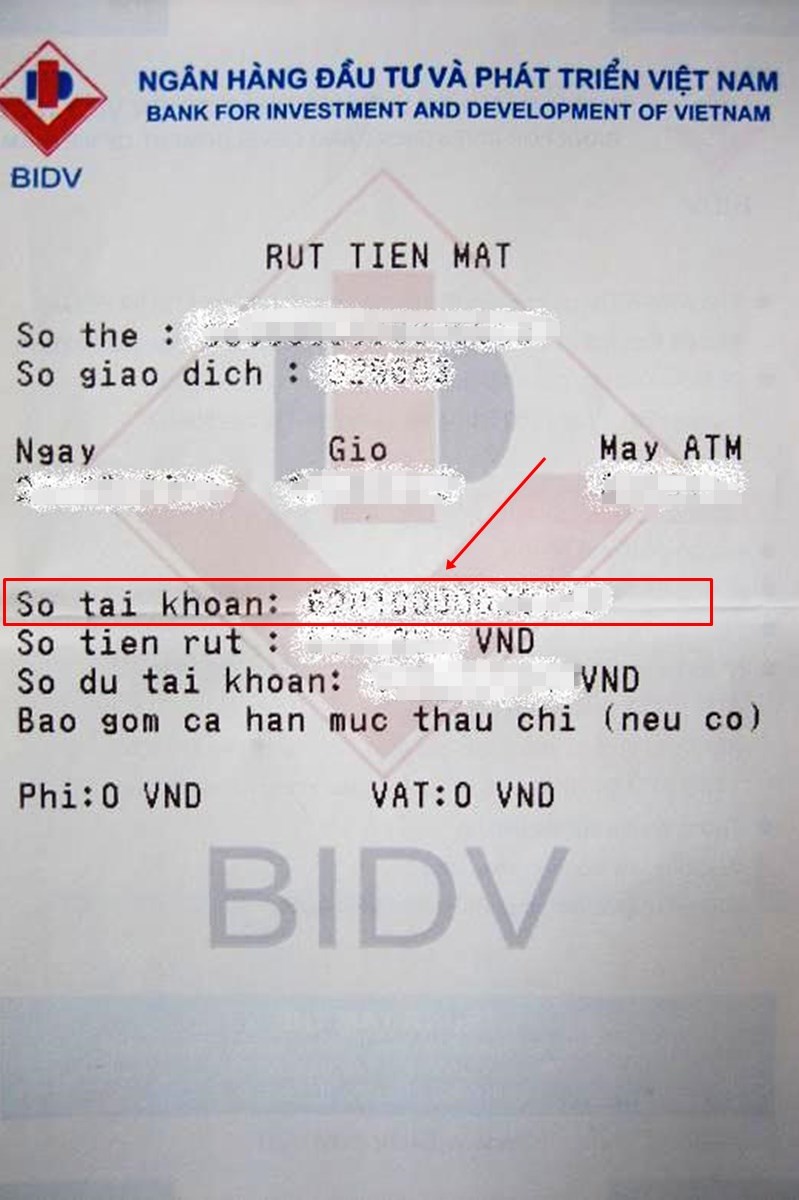 NGÂN HÀNG ĐẦU TƯ VÀ PHÁT TRIỂN VIỆT NAM
BANK FOR INVESTMENT AND DEVELOPMENT OF VIETNAM
BIDV
RUT TIEN MAT
So the :
So giao dich :
Ngay Gio May ATM
So tai khoan:
So tien rut : VND
So du tai khoan: VND
Bao gom ca han muc thau chi (neu co)
Phi:0 VND VAT:0 VND
BIDV